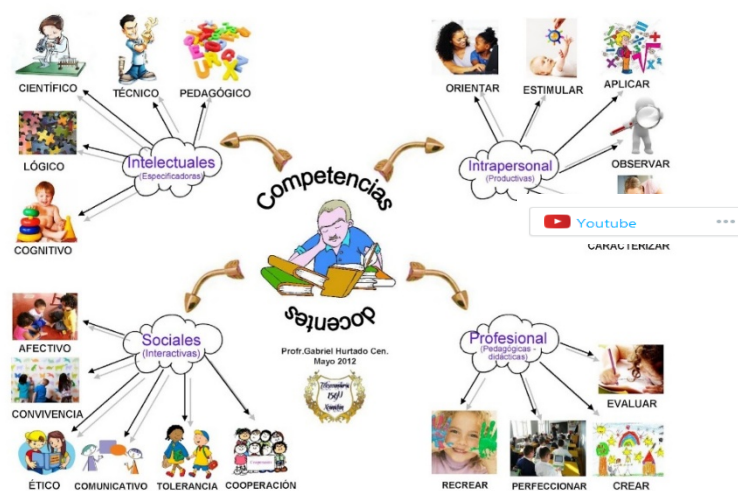 CIENTÍFICO
TÉCNICO
PEDAGÓGICO
LÓGICO
COGNITIVO
Intelectuales
(Especificadoras)
ORIENTAR
ESTIMULAR
APLICAR
OBSERVAR
Intrapersonal
(Productivas)
Youtube
CARACTERIZAR
Competencias
docentes
Profr.Gabriel Hurtado Cen.
Mayo 2012
AFECTIVO
CONVIVENCIA
ÉTICO
COMUNICATIVO
TOLERANCIA
COOPERACIÓN
Sociales
(Interactivas)
Profesional
(Pedagógicas -
didácticas)
EVALUAR
RECREAR
PERFECCIONAR
CREAR